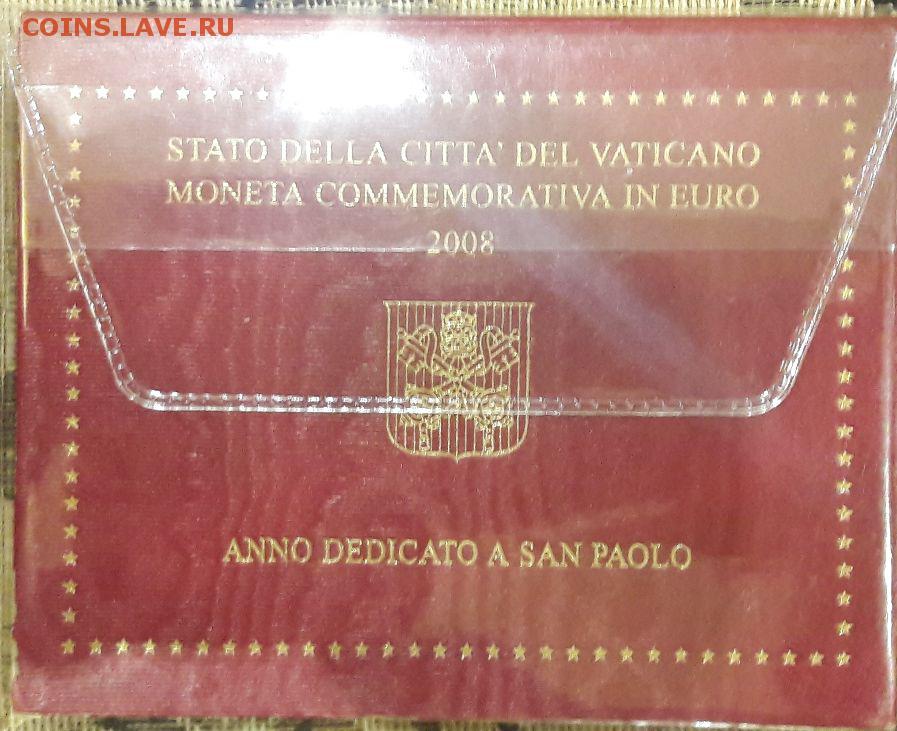 COINS.LAVE.RU
STATO DELLA CITTA' DEL VATICANO
MONETA COMMEMORATIVA IN EURO
2008
ANNO DEDICATO A SAN PAOLO